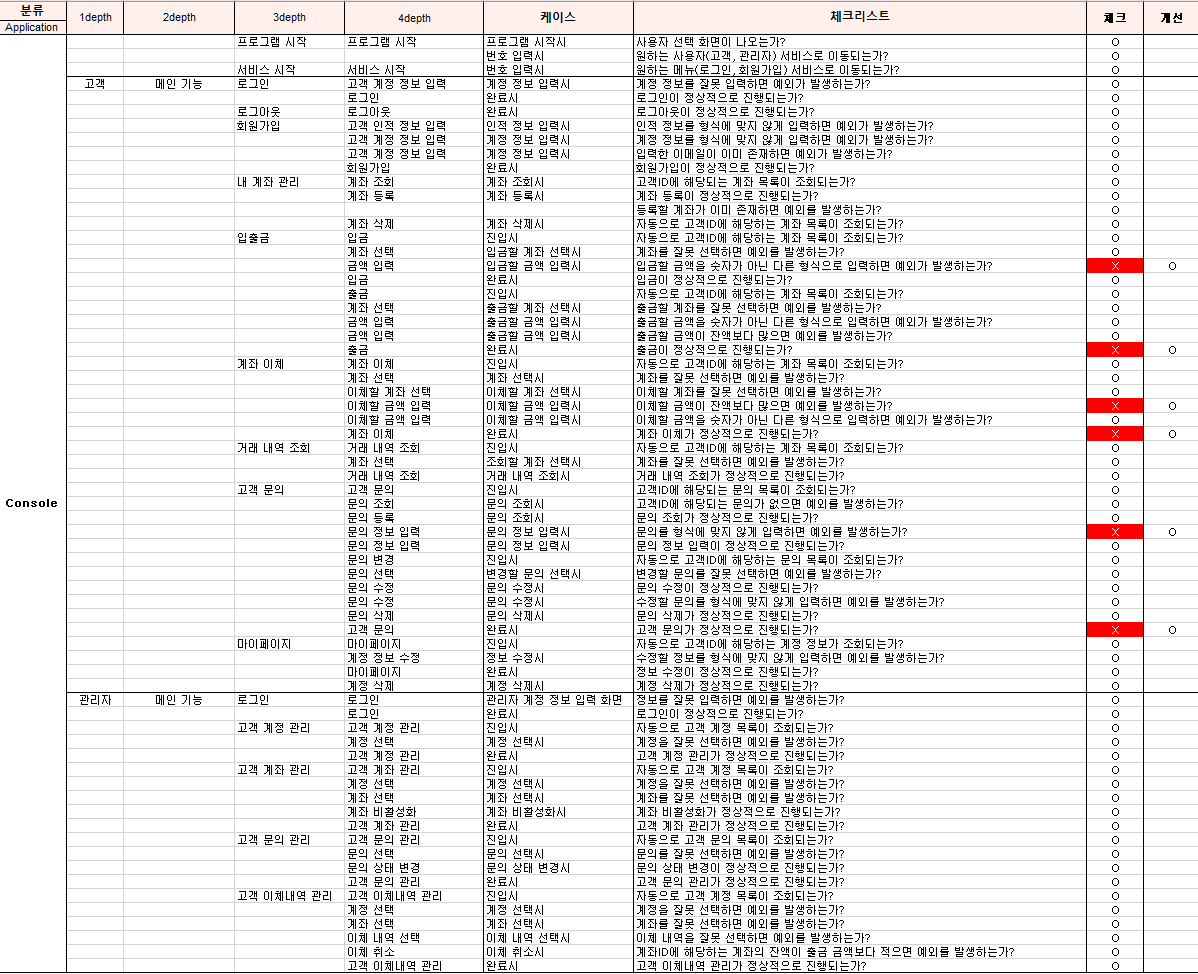 분류 1depth 2depth 3depth 4depth 케이스 체크리스트 체크 개선
Application
프로그램 시작 프로그램 시작 프로그램 시작시 사용자 선택 화면이 나오는가? O
번호 입력시 원하는 사용자(고객, 관리자) 서비스로 이동되는가? O
서비스 시작 서비스 시작 번호 입력시 원하는 메뉴(로그인, 회원가입) 서비스로 이동되는가? O
고객 메인 기능 로그인 고객 계정 정보 입력 계정 정보 입력시 계정 정보를 잘못 입력하면 예외가 발생하는가? O
로그인 완료시 로그인이 정상적으로 진행되는가? O
로그아웃 로그아웃 완료시 로그아웃이 정상적으로 진행되는가? O
회원가입 고객 인적 정보 입력 인적 정보 입력시 인적 정보를 형식에 맞지 않게 입력하면 예외가 발생하는가? O
고객 계정 정보 입력 계정 정보 입력시 계정 정보를 형식에 맞지 않게 입력하면 예외가 발생하는가? O
고객 계정 정보 입력 계정 정보 입력시 입력한 이메일이 이미 존재하면 예외가 발생하는가? O
회원가입 완료시 회원가입이 정상적으로 진행되는가? O
내 계좌 관리 계좌 조회 계좌 조회시 고객ID에 해당되는 계좌 목록이 조회되는가? O
계좌 등록 계좌 등록시 계좌 등록이 정상적으로 진행되는가? O
등록할 계좌가 이미 존재하면 예외를 발생하는가? O
계좌 삭제 계좌 삭제시 자동으로 고객ID에 해당하는 계좌 목록이 조회되는가? O
입출금 입금 진입시 자동으로 고객ID에 해당하는 계좌 목록이 조회되는가? O
계좌 선택 입금할 계좌 선택시 계좌를 잘못 선택하면 예외를 발생하는가? O
금액 입력 입금할 금액 입력시 입금할 금액을 숫자가 아닌 다른 형식으로 입력하면 예외가 발생하는가? X O
입금 완료시 입금이 정상적으로 진행되는가? O
출금 진입시 자동으로 고객ID에 해당하는 계좌 목록이 조회되는가? O
계좌 선택 출금할 계좌 선택시 출금할 계좌를 잘못 선택하면 예외를 발생하는가? O
금액 입력 출금할 금액 입력시 출금할 금액을 숫자가 아닌 다른 형식으로 입력하면 예외가 발생하는가? O
금액 입력 출금할 금액 입력시 출금할 금액이 잔액보다 많으면 예외를 발생하는가? O
출금 완료시 출금이 정상적으로 진행되는가? X O
계좌 이체 계좌 이체 진입시 자동으로 고객ID에 해당하는 계좌 목록이 조회되는가? O
계좌 선택 계좌 선택시 계좌를 잘못 선택하면 예외를 발생하는가? O
이체할 계좌 선택 이체할 계좌 선택시 이체할 계좌를 잘못 선택하면 예외를 발생하는가? O
이체할 금액 입력 이체할 금액 입력시 이체할 금액이 잔액보다 많으면 예외를 발생하는가? X O
이체할 금액 입력 이체할 금액 입력시 이체할 금액을 숫자가 아닌 다른 형식으로 입력하면 예외가 발생하는가? O
계좌 이체 완료시 계좌 이체가 정상적으로 진행되는가? X O
거래 내역 조회 거래 내역 조회 진입시 자동으로 고객ID에 해당하는 계좌 목록이 조회되는가? O
계좌 선택 조회할 계좌 선택시 계좌를 잘못 선택하면 예외를 발생하는가? O
거래 내역 조회 거래 내역 조회시 거래 내역 조회가 정상적으로 진행되는가? O
고객 문의 고객 문의 진입시 고객ID에 해당되는 문의 목록이 조회되는가? O
Console 문의 조회 문의 조회시 고객ID에 해당되는 문의가 없으면 예외를 발생하는가? O
문의 등록 문의 조회시 문의 조회가 정상적으로 진행되는가? O
문의 정보 입력 문의 정보 입력시 문의를 형식에 맞지 않게 입력하면 예외를 발생하는가? X O
문의 정보 입력 문의 정보 입력시 문의 정보 입력이 정상적으로 진행되는가? O
문의 변경 진입시 자동으로 고객ID에 해당하는 문의 목록이 조회되는가? O
문의 선택 변경할 문의 선택시 변경할 문의를 잘못 선택하면 예외를 발생하는가? O
문의 수정 문의 수정시 문의 수정이 정상적으로 진행되는가? O
문의 수정 문의 수정시 수정할 문의를 형식에 맞지 않게 입력하면 예외를 발생하는가? O
문의 삭제 문의 삭제시 문의 삭제가 정상적으로 진행되는가? O
고객 문의 완료시 고객 문의가 정상적으로 진행되는가? X O
마이페이지 마이페이지 진입시 자동으로 고객ID에 해당하는 계정 정보가 조회되는가? O
계정 정보 수정 정보 수정시 수정할 정보를 형식에 맞지 않게 입력하면 예외를 발생하는가? O
마이페이지 완료시 정보 수정이 정상적으로 진행되는가? O
계정 삭제 계정 삭제시 계정 삭제가 정상적으로 진행되는가? O
관리자 메인 기능 로그인 로그인 관리자 계정 정보 입력 화면 정보를 잘못 입력하면 예외를 발생하는가? O
로그인 완료시 로그인이 정상적으로 진행되는가? O
고객 계정 관리 고객 계정 관리 진입시 자동으로 고객 계정 목록이 조회되는가? O
계정 선택 계정 선택시 계정을 잘못 선택하면 예외를 발생하는가? O
고객 계정 관리 완료시 고객 계정 관리가 정상적으로 진행되는가? O
고객 계좌 관리 고객 계좌 관리 진입시 자동으로 고객 계정 목록이 조회되는가? O
계정 선택 계정 선택시 계정을 잘못 선택하면 예외를 발생하는가? O
계좌 선택 계좌 선택시 계좌를 잘못 선택하면 예외를 발생하는가? O
계좌 비활성화 계좌 비활성화시 계좌 비활성화가 정상적으로 진행되는가? O
고객 계좌 관리 완료시 고객 계좌 관리가 정상적으로 진행되는가? O
고객 문의 관리 고객 문의 관리 진입시 자동으로 고객 문의 목록이 조회되는가? O
문의 선택 문의 선택시 문의를 잘못 선택하면 예외를 발생하는가? O
문의 상태 변경 문의 상태 변경시 문의 상태 변경이 정상적으로 진행되는가? O
고객 문의 관리 완료시 고객 문의 관리가 정상적으로 진행되는가? O
고객 이체내역 관리 고객 이체내역 관리 진입시 자동으로 고객 계정 목록이 조회되는가? O
계정 선택 계정 선택시 계정을 잘못 선택하면 예외를 발생하는가? O
계좌 선택 계좌 선택시 계좌를 잘못 선택하면 예외를 발생하는가? O
이체 내역 선택 이체 내역 선택시 이체 내역을 잘못 선택하면 예외를 발생하는가? O
이체 취소 이체 취소시 계좌ID에 해당하는 계좌의 잔액이 출금 금액보다 적으면 예외를 발생하는가? O
고객 이체내역 관리 완료시 고객 이체내역 관리가 정상적으로 진행되는가? O